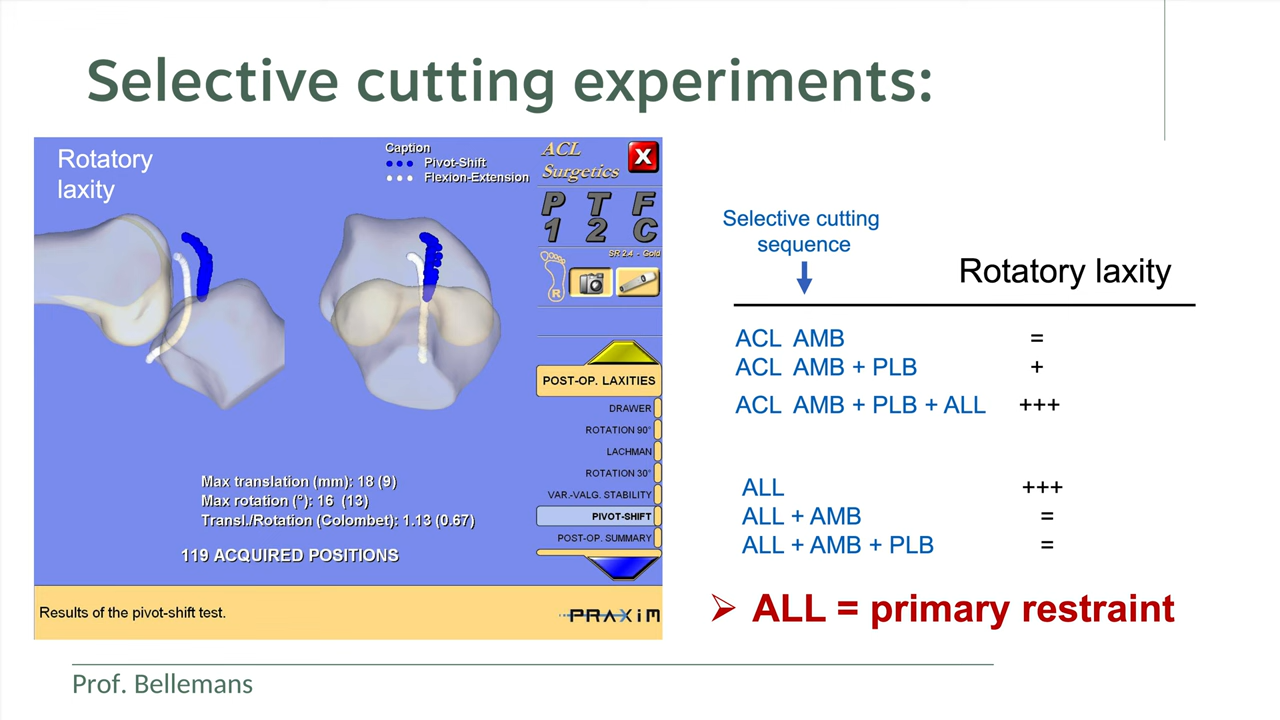 Selective cutting experiments:
Rotatory
laxity
Caption
Pivot-Shift
Flexion-Extension
ACL
Surgetics
X
P T F
1 2 C
SR 2.4 - Gold
R
POST-OP. LAXITIES
DRAWER
ROTATION 90°
LACHMAN
ROTATION 30°
VAR.-VALG. STABILITY
PIVOT-SHIFT
POST-OP. SUMMARY
Max translation (mm): 18 (9)
Max rotation (°): 16 (13)
Transl./Rotation (Colombet): 1.13 (0.67)
119 ACQUIRED POSITIONS
Results of the pivot-shift test.
PRAXiM
Selective cutting
sequence
Rotatory laxity
ACL AMB =
ACL AMB + PLB +
ACL AMB + PLB + ALL +++
ALL +++
ALL + AMB =
ALL + AMB + PLB =
➢ ALL = primary restraint
Prof. Bellemans